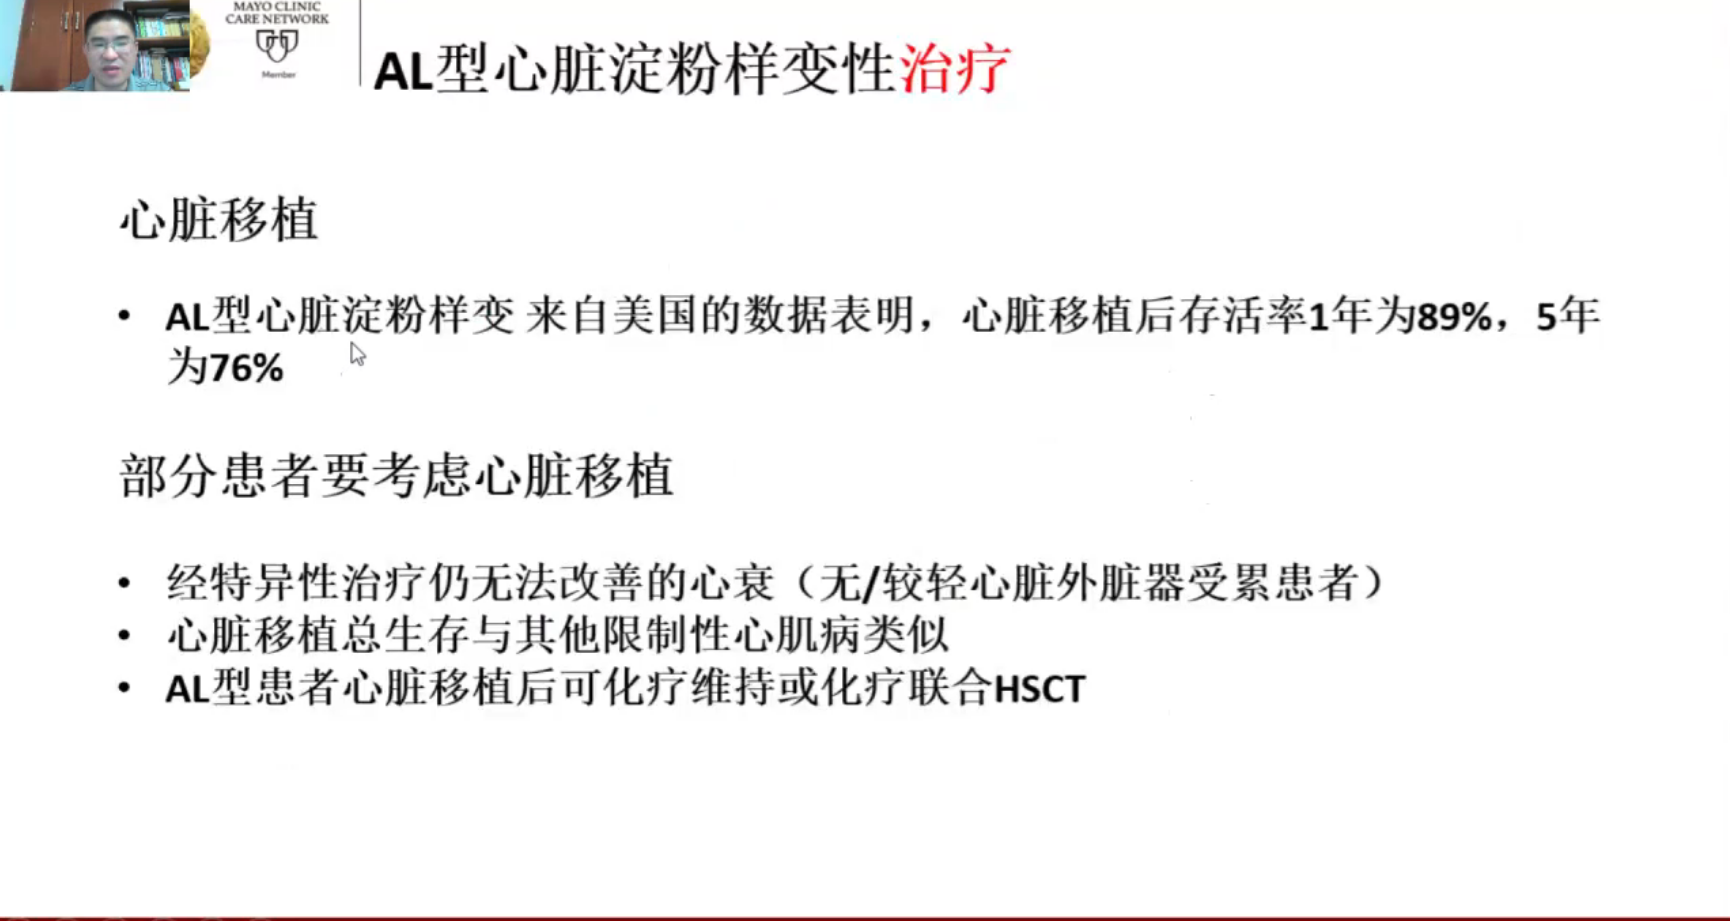 MAYO CLINIC
CARE NETWORK
Member
AL型心脏淀粉样变性治疗
心脏移植
• AL型心脏淀粉样变 来自美国的数据表明，心脏移植后存活率1年为89%，5年
为76%
部分患者要考虑心脏移植
• 经特异性治疗仍无法改善的心衰（无/较轻心脏外脏器受累患者）
• 心脏移植总生存与其他限制性心肌病类似
• AL型患者心脏移植后可化疗维持或化疗联合HSCT